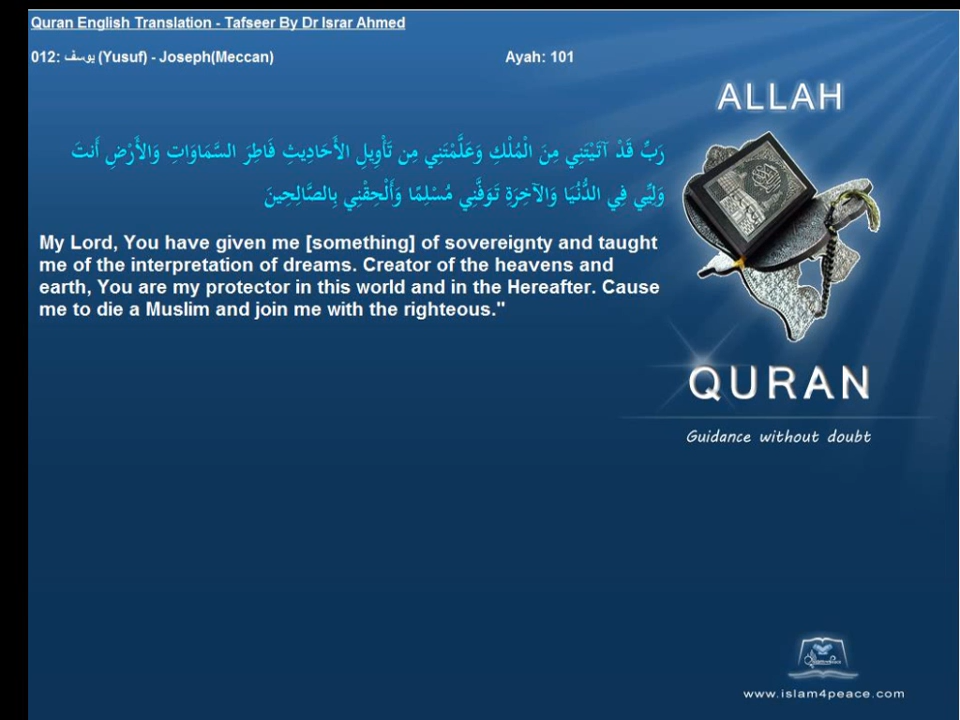 Quran English Translation - Tafseer By Dr Israr Ahmed
012: يوسف (Yusuf) - Joseph(Meccan) Ayah: 101
ALLAH
رَبِّ قَدْ آتَيْتَنِي مِنَ الْمُلْكِ وَعَلَّمْتَنِي مِن تَأْوِيلِ الأَحَادِيثِ فَاطِرَ السَّمَاوَاتِ وَالأَرْضِ أَنتَ
وَلِيِّي فِي الدُّنُيَا وَالآخِرَةِ تَوَفَّنِي مُسْلِمًا وَأَلْحِقْنِي بِالصَّالِحِينَ
My Lord, You have given me [something] of sovereignty and taught
me of the interpretation of dreams. Creator of the heavens and
earth, You are my protector in this world and in the Hereafter. Cause
me to die a Muslim and join me with the righteous."
QURAN
Guidance without doubt
www.islam4peace.com